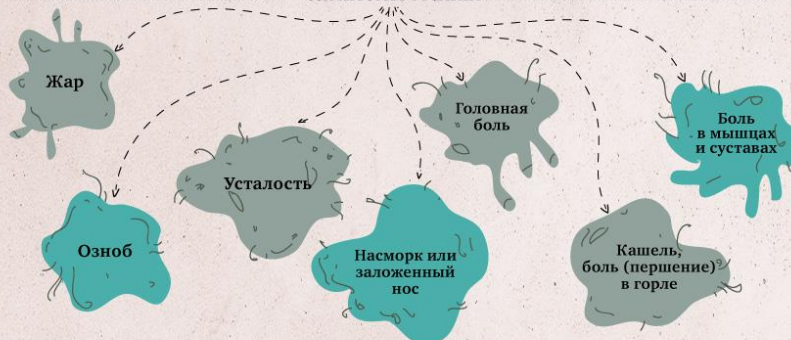 Жар
Головная
боль
Боль
в мышцах
и суставах
Усталость
Озноб
Насморк или
заложенный
нос
Кашель,
боль (першение)
в горле